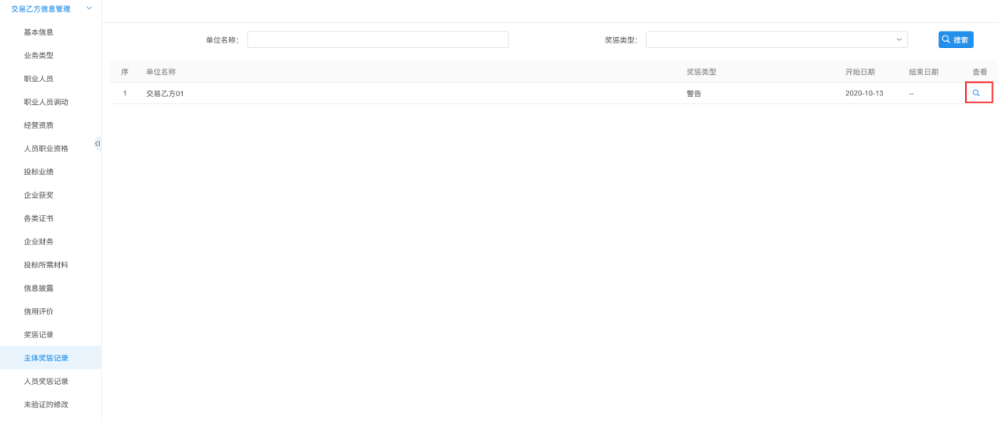 交易乙方信息管理
基本信息
业务类型
职业人员
职业人员调动
经营资质
人员职业资格
投标业绩
企业获奖
各类证书
企业财务
投标所需材料
信息披露
信用评价
奖惩记录
主体奖惩记录
人员奖惩记录
未验证的修改
单位名称： 奖惩类型： 搜索
序 单位名称 奖惩类型 开始日期 结束日期 查看
1 交易乙方01 警告 2020-10-13 --